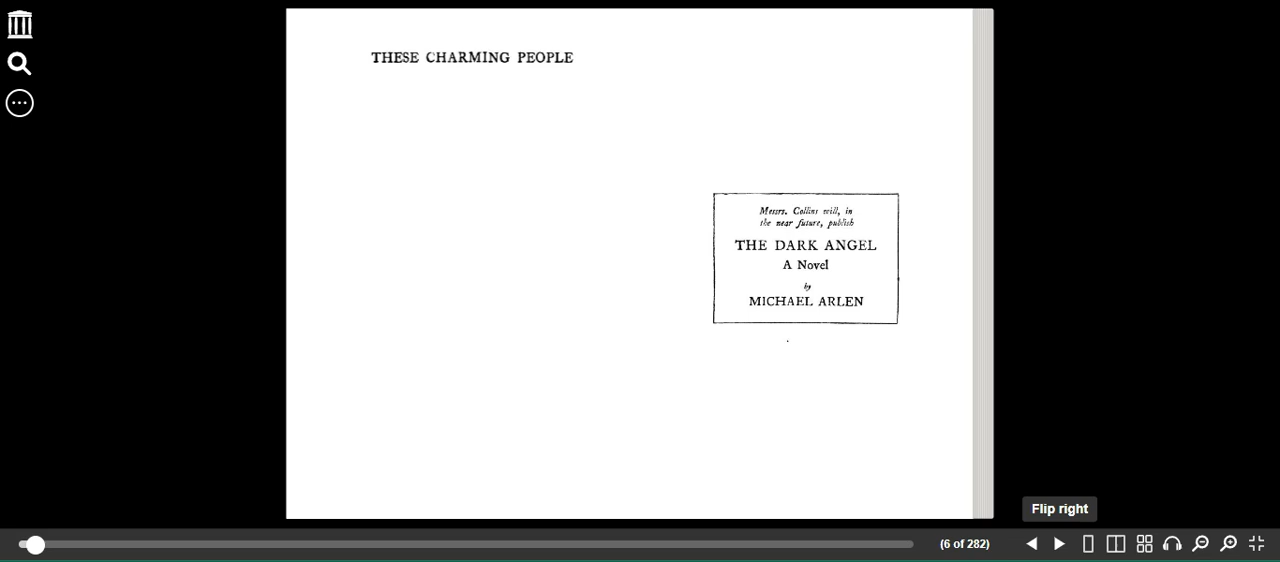 THESE CHARMING PEOPLE
Messrs. Collins will, in
the near future, publish
THE DARK ANGEL
A Novel
by
MICHAEL ARLEN
Flip right
(6 of 282)